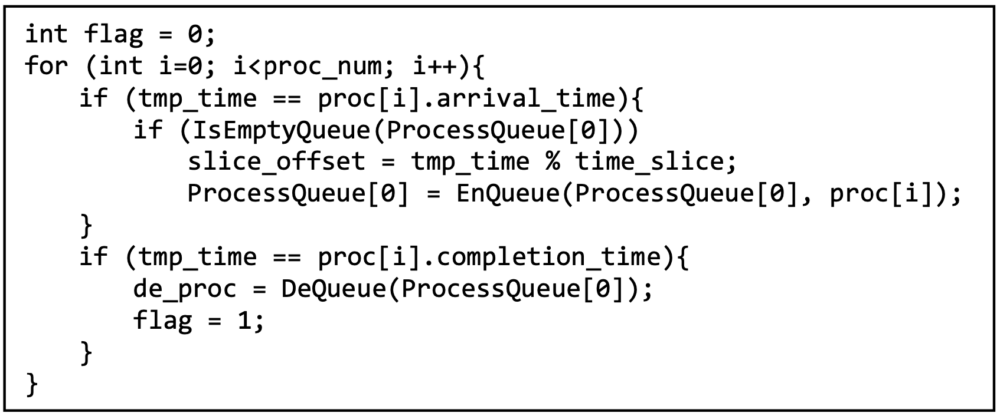 int flag = 0;
for (int i=0; i<proc_num; i++){
    if (tmp_time == proc[i].arrival_time){
        if (IsEmptyQueue(ProcessQueue[0]))
            slice_offset = tmp_time % time_slice;
            ProcessQueue[0] = EnQueue(ProcessQueue[0], proc[i]);
    }
    if (tmp_time == proc[i].completion_time){
        de_proc = DeQueue(ProcessQueue[0]);
        flag = 1;
    }
}